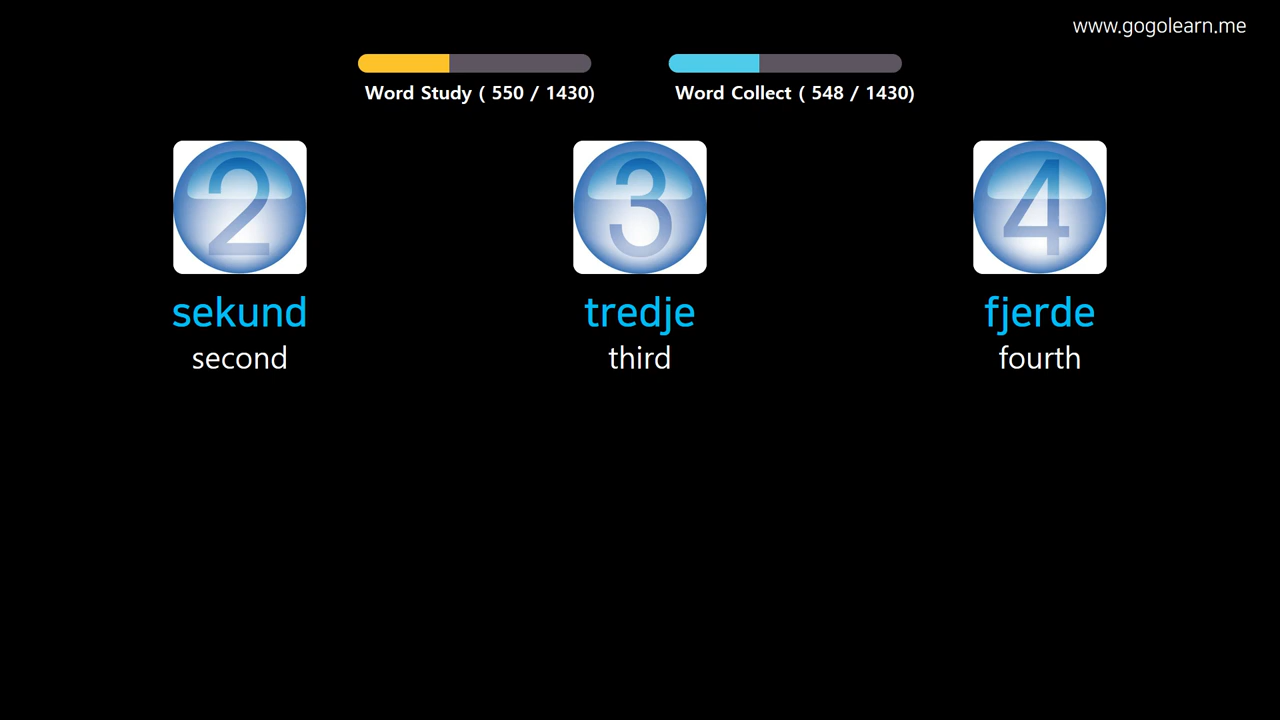 www.gogolearn.me
Word Study ( 550 / 1430)
Word Collect ( 548 / 1430)
2
3
4
sekund
tredje
fjerde
second
third
fourth